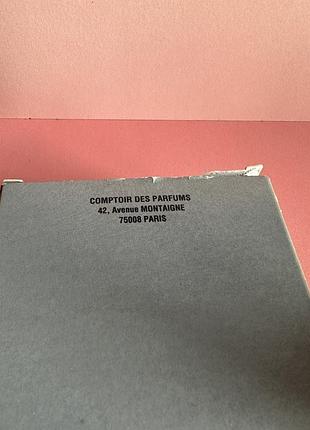 COMPTOIR DES PARFUMS
42, Avenue MONTAIGNE
75008 PARIS